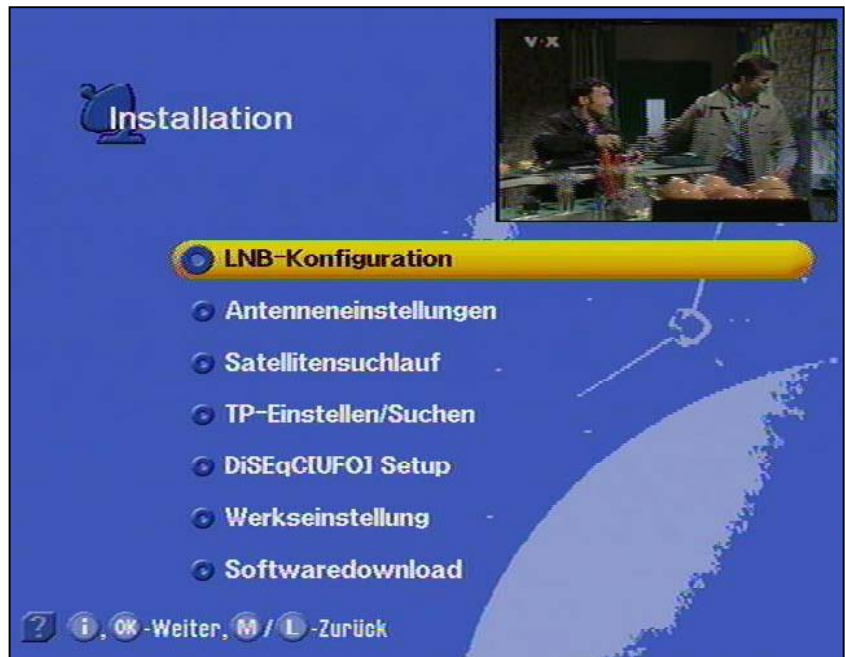 v·x
Installation
LNB-Konfiguration
Antenneneinstellungen
Satellitensuchlauf
TP-Einstellen/Suchen
DiSEqC[UFO] Setup
Werkseinstellung
Softwaredownload
? i, OK-Weiter, M / L -Zurück